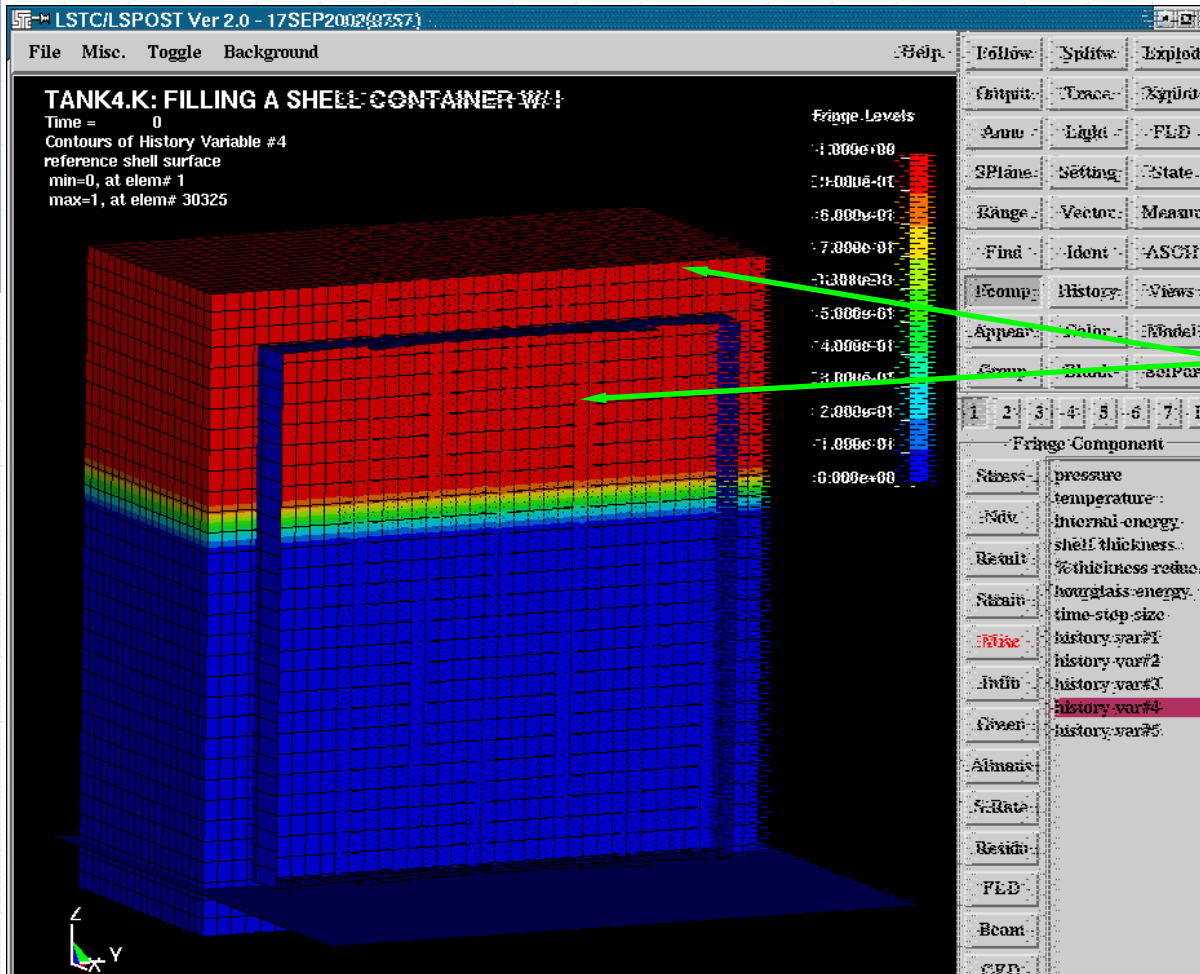 LSTC/LSPOST Ver 2.0 - 17SEP2002(0757)
File Misc. Toggle Background Help
TANK4.K: FILLING A SHELL CONTAINER W/
Time = 0
Contours of History Variable #4
reference shell surface
min=0, at elem# 1
max=1, at elem# 30325
Fringe Levels
1.000e+00
6.000e-01
7.000e-01
5.000e-01
4.000e-01
3.000e-01
2.000e-01
1.000e-01
0.000e+00
Z
Y
X
Follow Splitw Explod
Output Trace Xyplot
Anno Light FLD
SPlane Setting State
Range Vector Measur
Find Ident ASCII
Fcomp History Views
Appear Color Model
Group Blank SelPar
1 2 3 4 5 6 7
Fringe Component
Stress
Ndv
Result
Strain
Misc
Infin
Green
Almans
S.Rate
Residu
FLD
Beam
CFD
pressure
temperature
internal energy
shell thickness
% thickness reduc
hourglass energy
time step size
history var#1
history var#2
history var#3
history var#4
history var#5